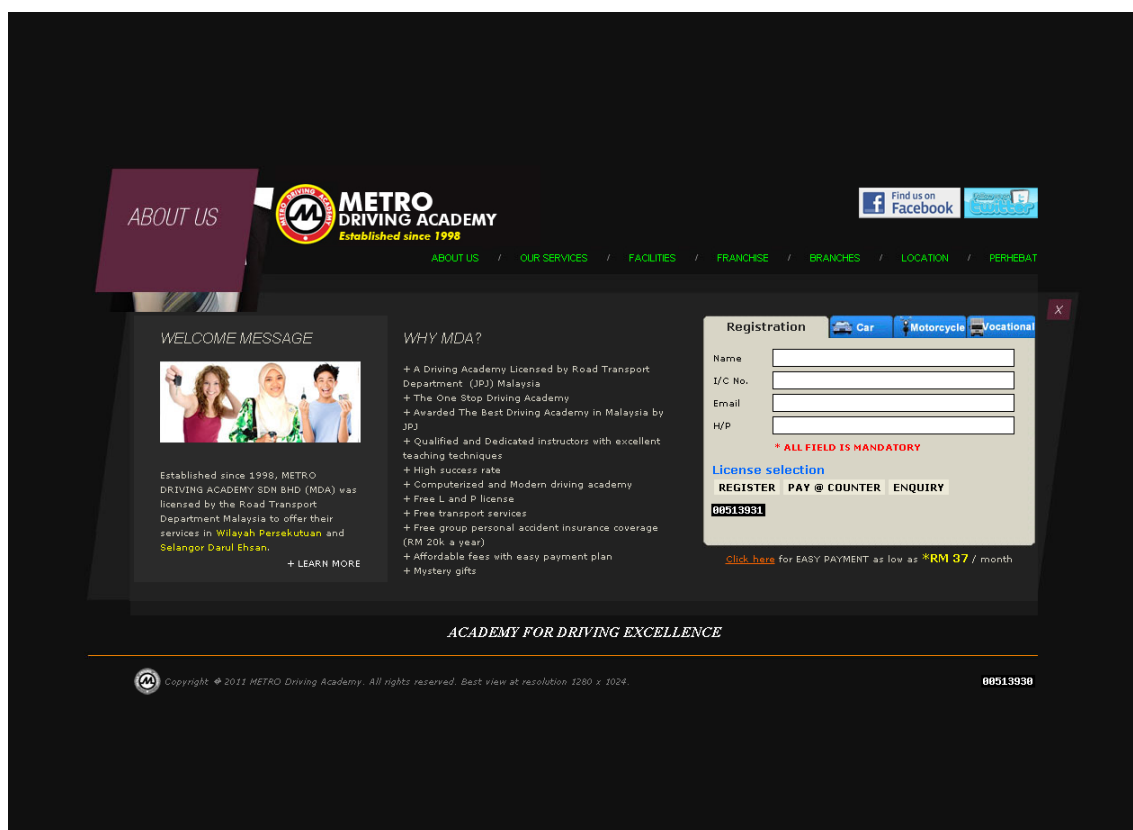 ABOUT US
METRO
DRIVING ACADEMY
Established since 1998
METRO DRIVING ACADEMY
Find us on
Facebook
twitter
ABOUT US / OUR SERVICES / FACILITIES / FRANCHISE / BRANCHES / LOCATION / PERHEBAT
X
WELCOME MESSAGE
Established since 1998, METRO
DRIVING ACADEMY SDN BHD (MDA) was
licensed by the Road Transport
Department Malaysia to offer their
services in Wilayah Persekutuan and
Selangor Darul Ehsan.
+ LEARN MORE
WHY MDA?
+ A Driving Academy Licensed by Road Transport
Department (JPJ) Malaysia
+ The One Stop Driving Academy
+ Awarded The Best Driving Academy in Malaysia by
JPJ
+ Qualified and Dedicated instructors with excellent
teaching techniques
+ High success rate
+ Computerized and Modern driving academy
+ Free L and P license
+ Free transport services
+ Free group personal accident insurance coverage
(RM 20k a year)
+ Affordable fees with easy payment plan
+ Mystery gifts
Registration Car Motorcycle Vocational
Name
I/C No.
Email
H/P
* ALL FIELD IS MANDATORY
License selection
REGISTER PAY @ COUNTER ENQUIRY
00513931
Click here for EASY PAYMENT as low as *RM 37 / month
ACADEMY FOR DRIVING EXCELLENCE
Copyright � 2011 METRO Driving Academy. All rights reserved. Best view at resolution 1280 x 1024.
00513930